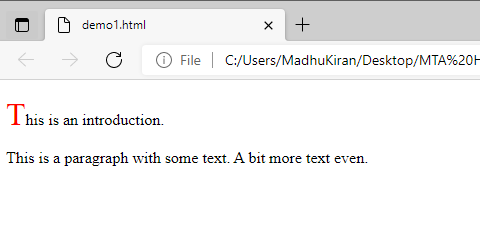 demo1.html
File | C:/Users/MadhuKiran/Desktop/MTA%20H
This is an introduction.
This is a paragraph with some text. A bit more text even.